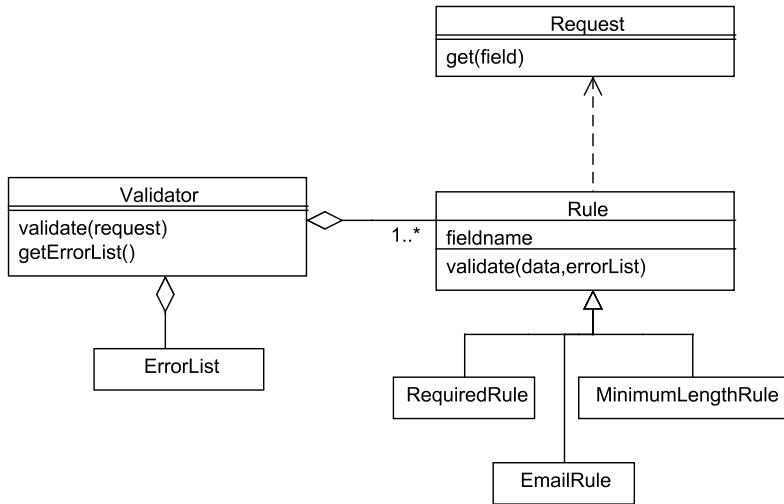 Request
get(field)
Validator
validate(request)
getErrorList()
1..*
Rule
fieldname
validate(data,errorList)
ErrorList
RequiredRule
MinimumLengthRule
EmailRule